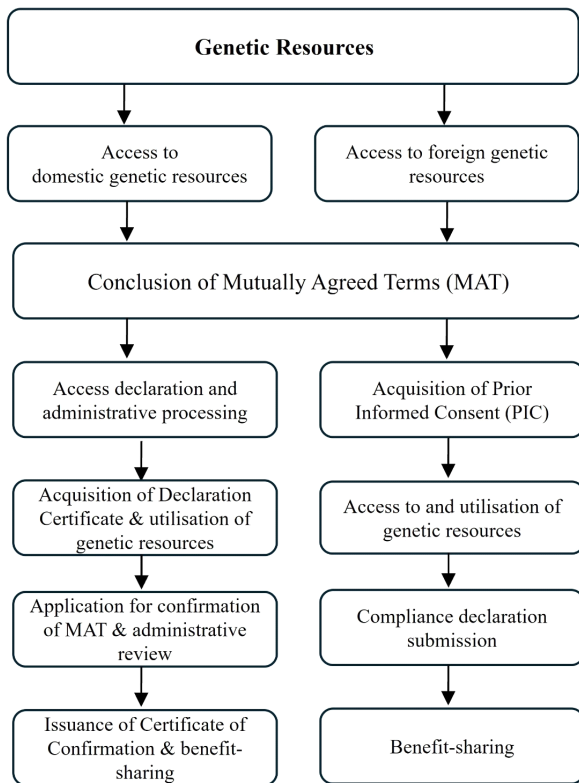 Genetic Resources
Access to
domestic genetic resources
Access to foreign genetic
resources
Conclusion of Mutually Agreed Terms (MAT)
Access declaration and
administrative processing
Acquisition of Prior
Informed Consent (PIC)
Acquisition of Declaration
Certificate & utilisation of
genetic resources
Access to and utilisation of
genetic resources
Application for confirmation
of MAT & administrative
review
Compliance declaration
submission
Issuance of Certificate of
Confirmation & benefit-
sharing
Benefit-sharing